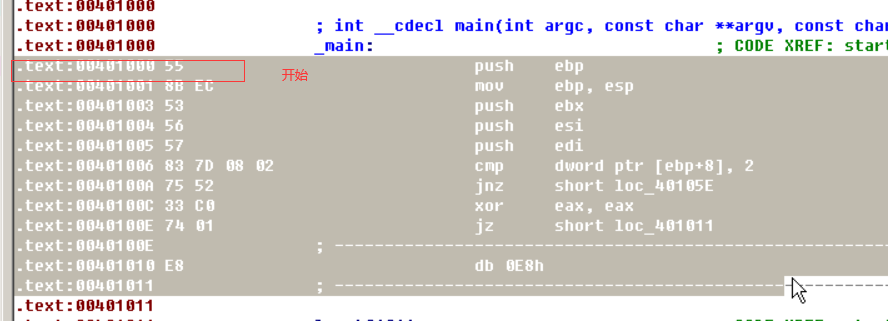 .text:00401000
.text:00401000 ; int __cdecl main(int argc, const char **argv, const char
.text:00401000 _main: ; CODE XREF: star
.text:00401000 55 push ebp
开始
.text:00401001 8B EC mov ebp, esp
.text:00401003 53 push ebx
.text:00401004 56 push esi
.text:00401005 57 push edi
.text:00401006 83 7D 08 02 cmp dword ptr [ebp+8], 2
.text:0040100A 75 52 jnz short loc_40105E
.text:0040100C 33 C0 xor eax, eax
.text:0040100E 74 01 jz short loc_401011
.text:0040100E ; ---------------------------------------------------------------
.text:00401010 E8 db 0E8h
.text:00401011 ; ---------------------------------------------------------------
.text:00401011